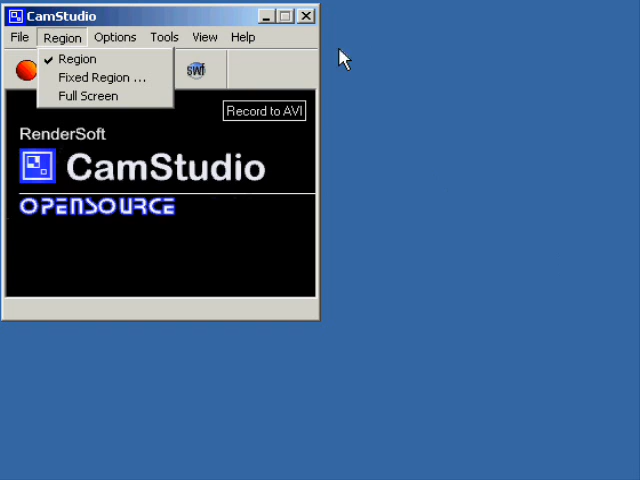 CamStudio
File Region Options Tools View Help
Region
Fixed Region ...
Full Screen
SWF
Record to AVI
RenderSoft
CamStudio
OPENSOURCE